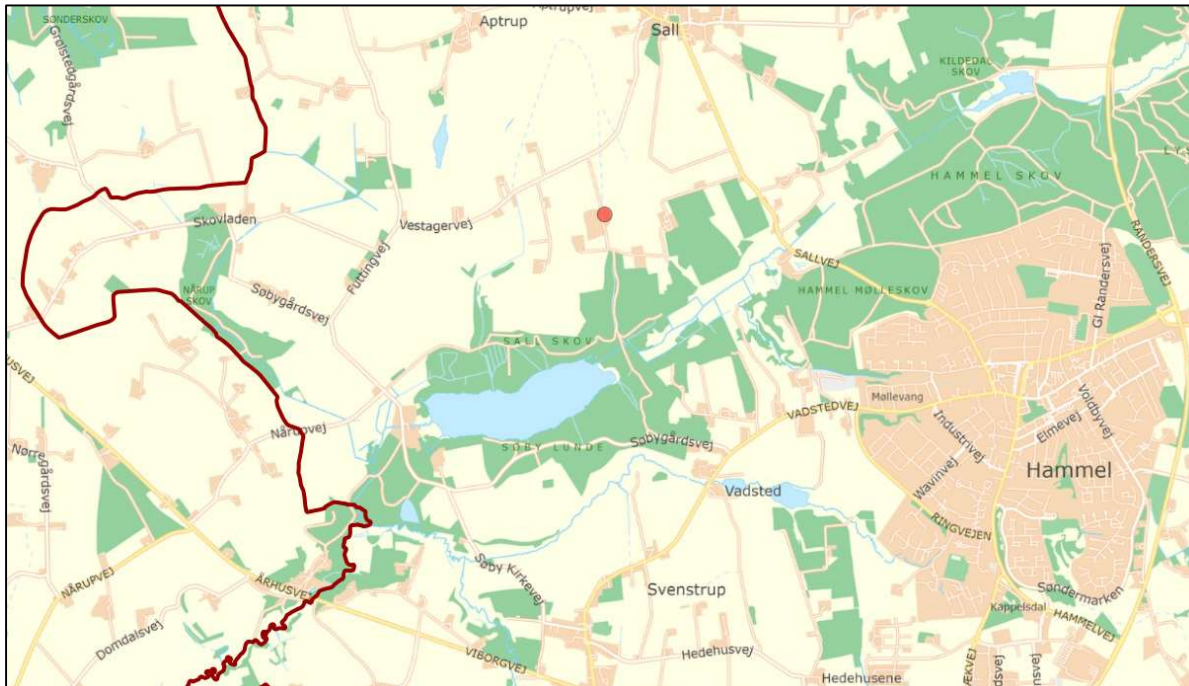 SØNDERSKOV
Aptrup
Aptrupvej
Sall
Grølstedgårdsvej
KILDEDAL
SKOV
HAMMEL SKOV
Skovladen
Vestagervej
Futtingvej
SALLVEJ
RANDERSVEJ
NÅRUP
SKOV
Søbygårdsvej
HAMMEL MØLLESKOV
Gl Randersvej
SALL SKOV
Møllevang
VADSTEDVEJ
Voldbyvej
Elmevej
Industrivej
Nårupvej
SØBY LUNDE
Søbygårdsvej
Nørregårdsvej
Wavinvej
Hammel
Vadsted
RINGVEJEN
NÅRUPVEJ
ÅRHUSVEJ
Søby Kirkevej
Svenstrup
Søndermarken
Kappelsdal
HAMMELVEJ
Domdalsvej
VIBORGVEJ
Hedehusvej
Hedehusene